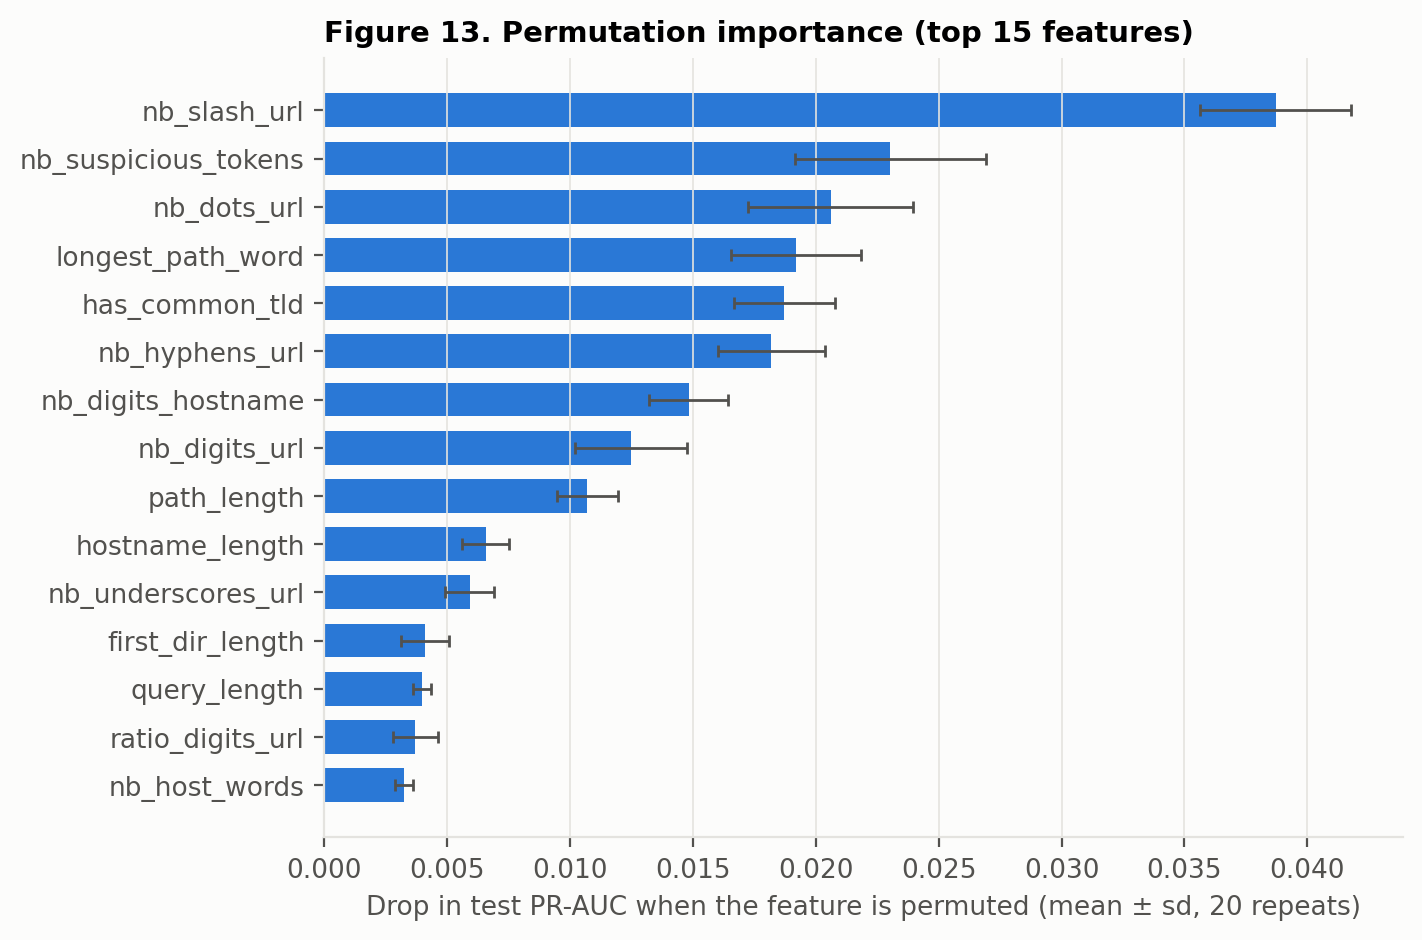 Figure 13. Permutation importance (top 15 features)
nb_slash_url
nb_suspicious_tokens
nb_dots_url
longest_path_word
has_common_tld
nb_hyphens_url
nb_digits_hostname
nb_digits_url
path_length
hostname_length
nb_underscores_url
first_dir_length
query_length
ratio_digits_url
nb_host_words
0.000 0.005 0.010 0.015 0.020 0.025 0.030 0.035 0.040
Drop in test PR-AUC when the feature is permuted (mean ± sd, 20 repeats)